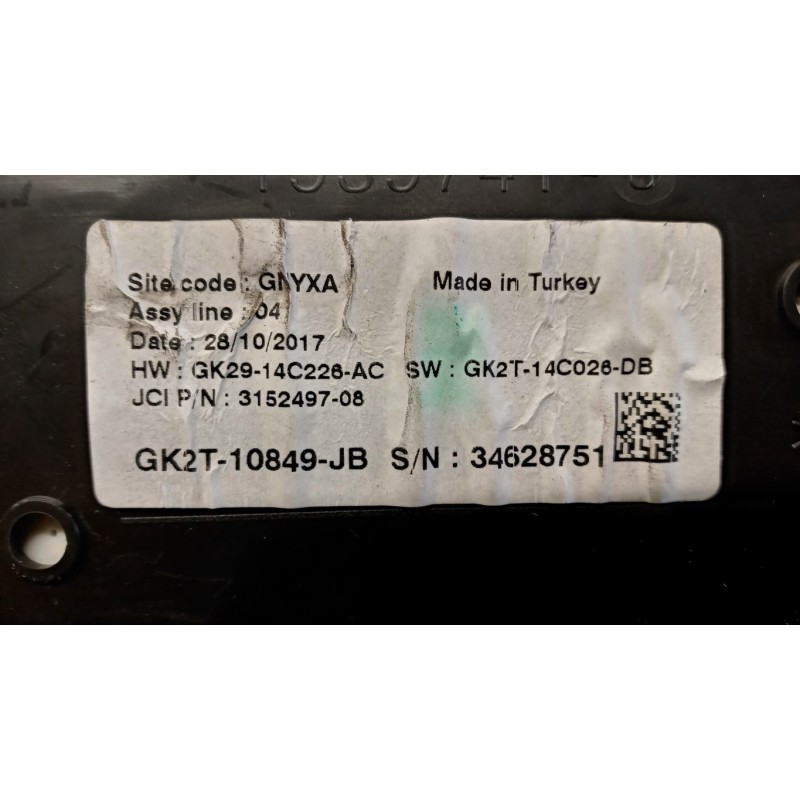 Site code : GNYXA Made in Turkey
Assy line : 04
Date : 28/10/2017
HW : GK29-14C226-AC SW : GK2T-14C026-DB
JCI P/N : 3152497-08
GK2T-10849-JB S/N : 34628751